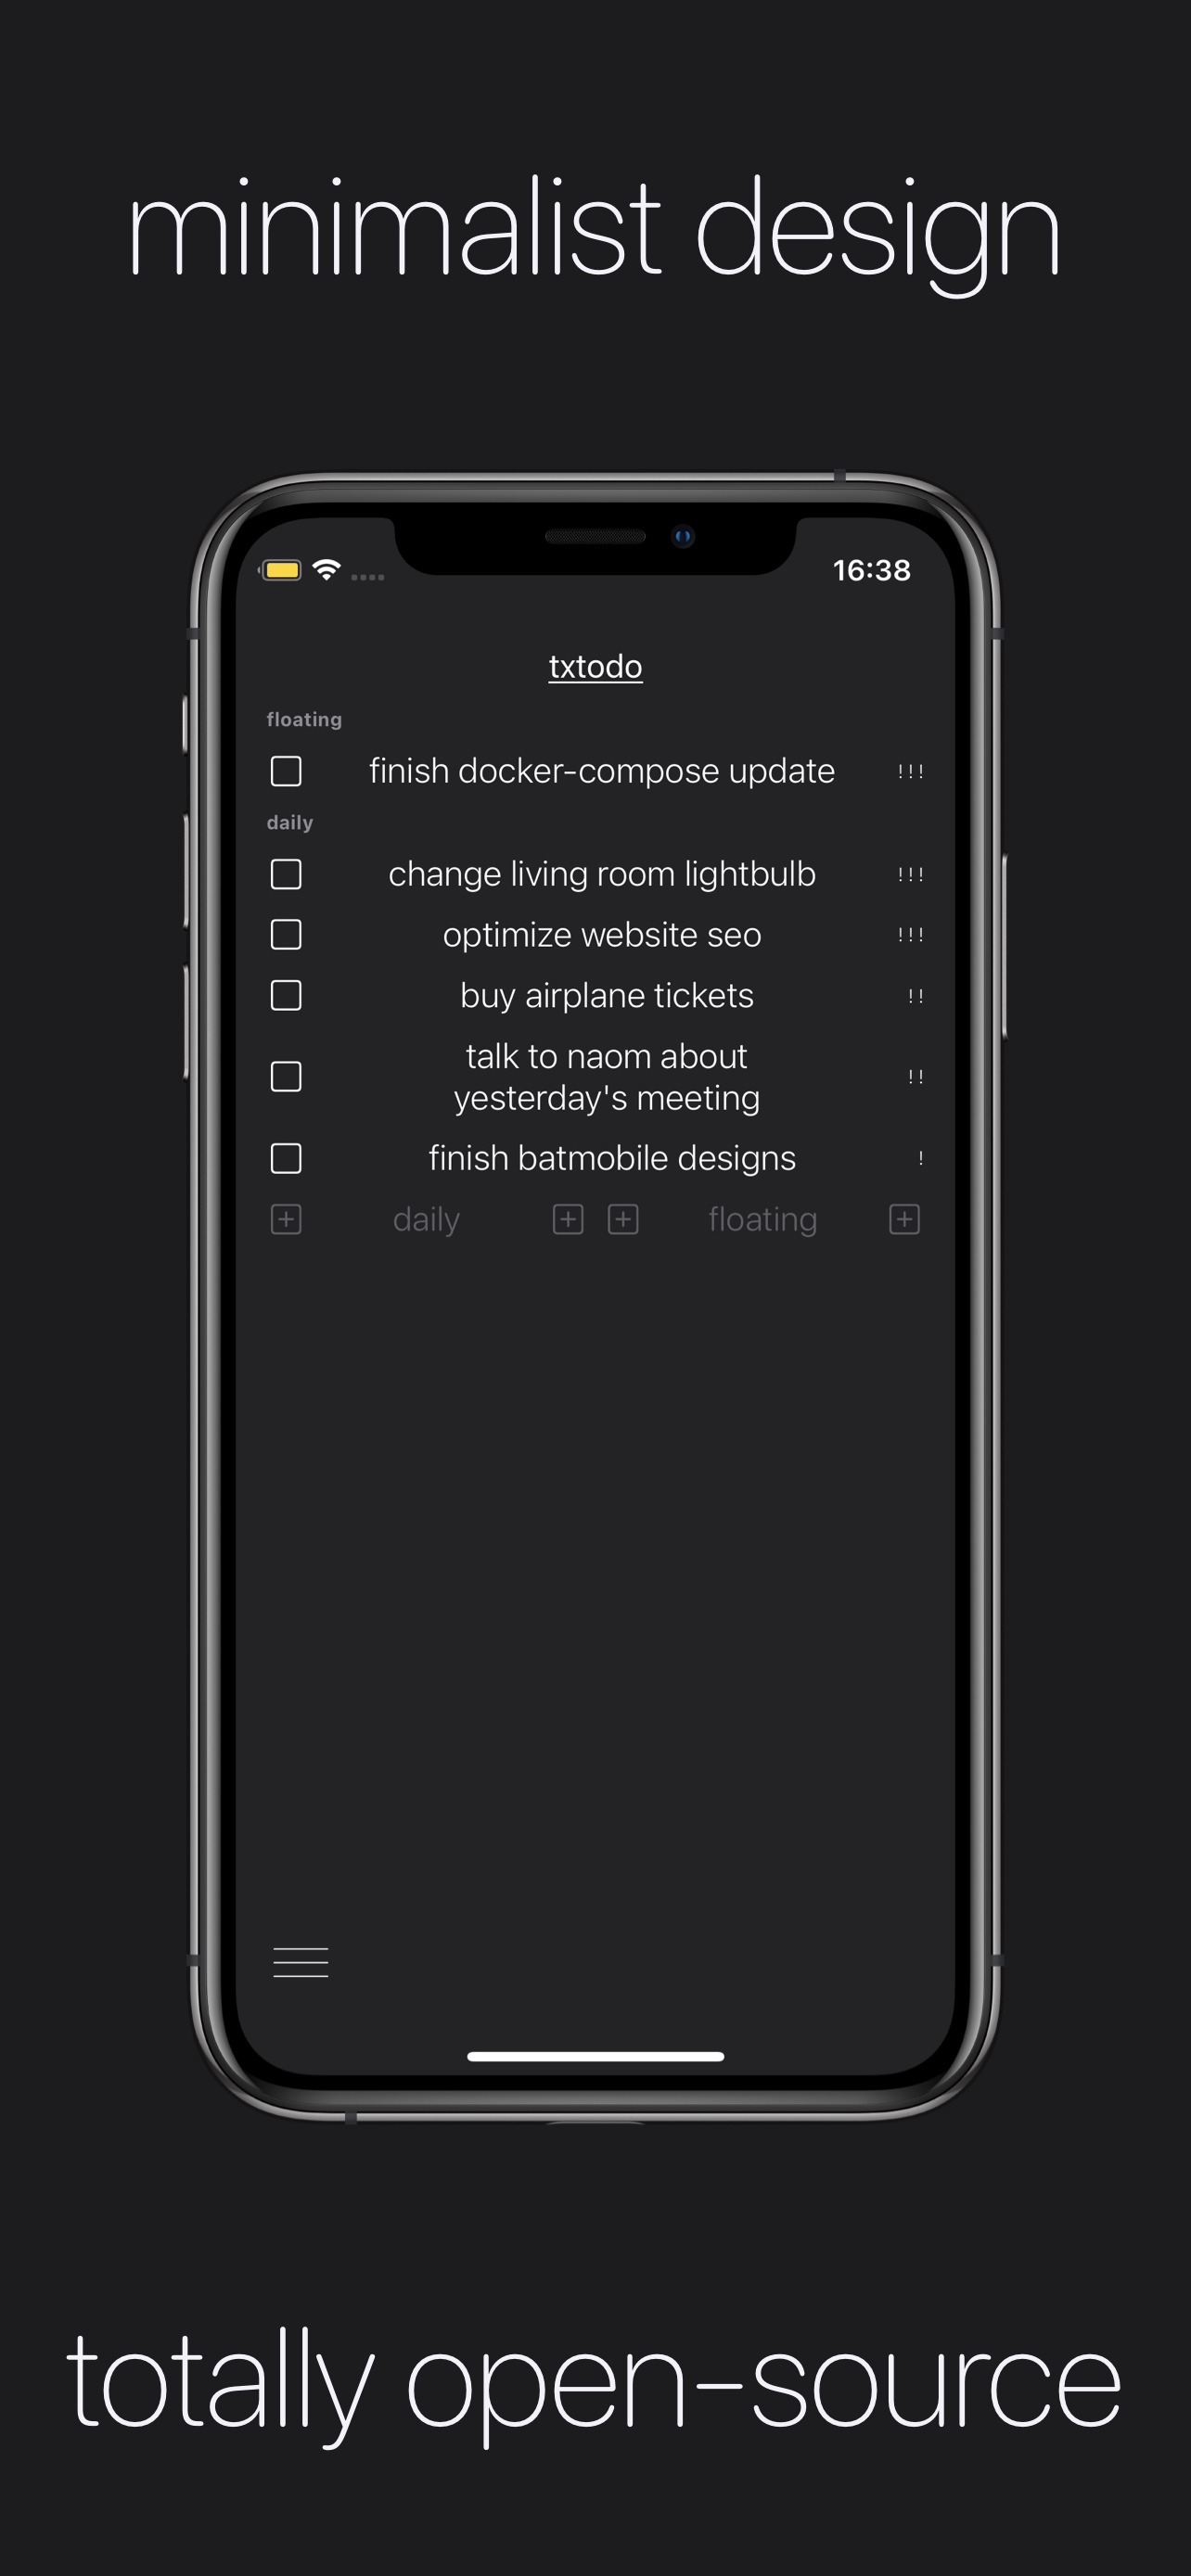 minimalist design
16:38
txtodo
floating
finish docker-compose update !!!
daily
change living room lightbulb !!!
optimize website seo !!!
buy airplane tickets !!
talk to naom about
yesterday's meeting !!
finish batmobile designs !
daily floating
totally open-source